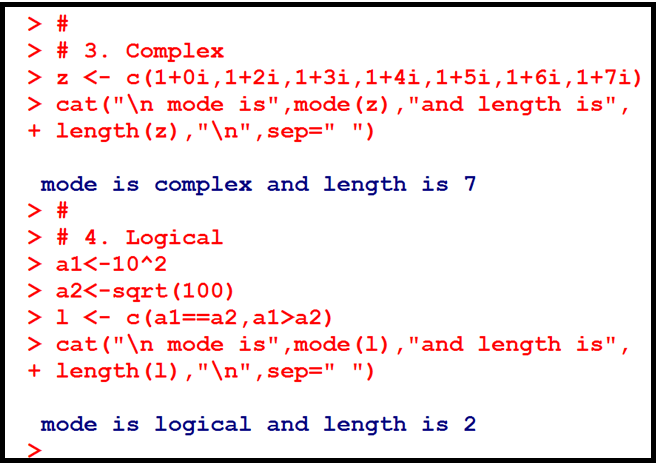 > #
> # 3. Complex
> z <- c(1+0i,1+2i,1+3i,1+4i,1+5i,1+6i,1+7i)
> cat("\n mode is",mode(z),"and length is",
+ length(z),"\n",sep=" ")
mode is complex and length is 7
> #
> # 4. Logical
> a1<-10^2
> a2<-sqrt(100)
> l <- c(a1==a2,a1>a2)
> cat("\n mode is",mode(l),"and length is",
+ length(l),"\n",sep=" ")
mode is logical and length is 2
>